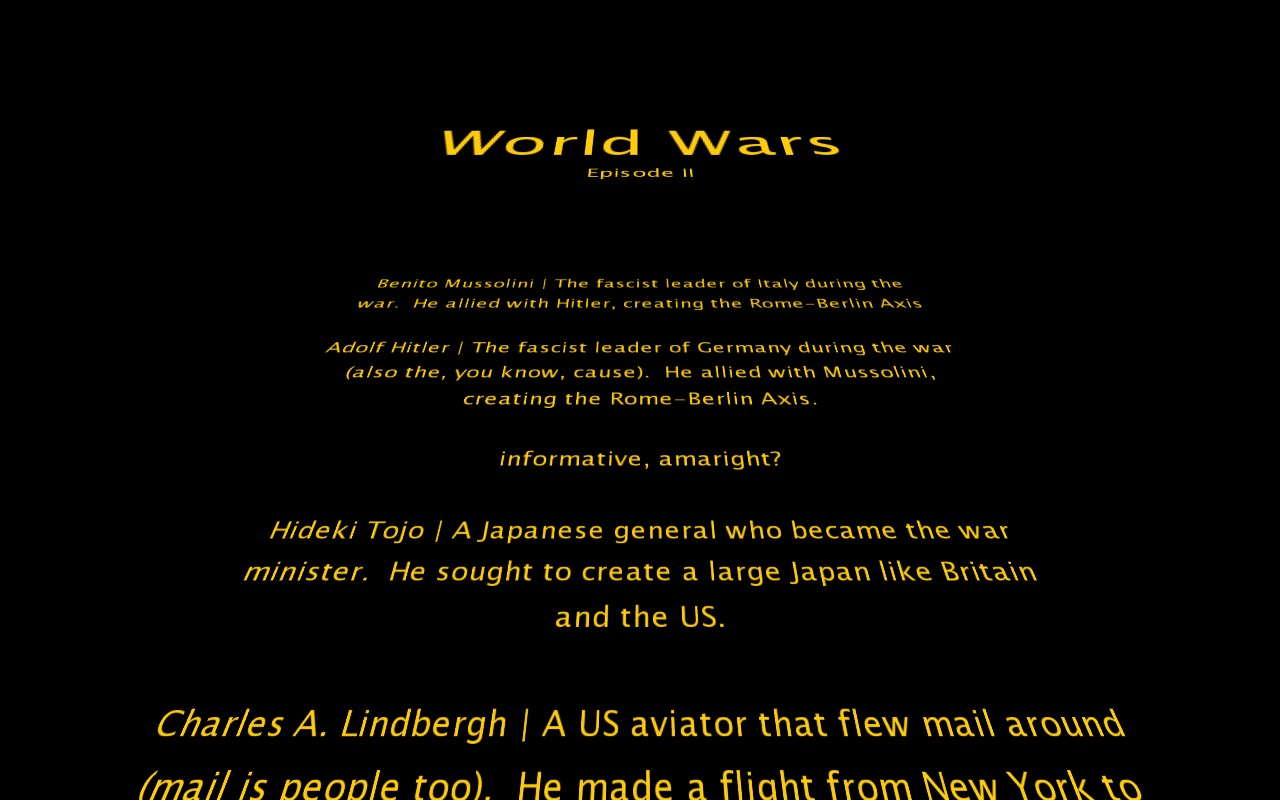 World Wars
Episode II
Benito Mussolini | The fascist leader of Italy during the
war.  He allied with Hitler, creating the Rome-Berlin Axis
Adolf Hitler | The fascist leader of Germany during the war
(also the, you know, cause).  He allied with Mussolini,
creating the Rome-Berlin Axis.
informative, amaright?
Hideki Tojo | A Japanese general who became the war
minister.  He sought to create a large Japan like Britain
and the US.
Charles A. Lindbergh | A US aviator that flew mail around
(mail is people too).  He made a flight from New York to